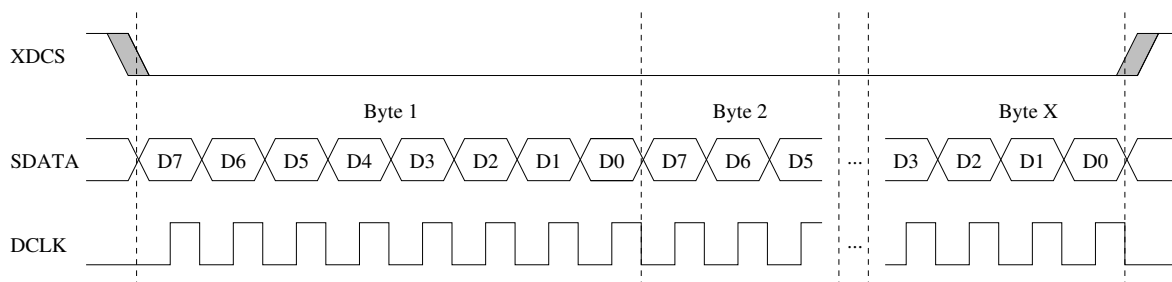 XDCS
Byte 1 Byte 2 Byte X
SDATA D7 D6 D5 D4 D3 D2 D1 D0 D7 D6 D5 ... D3 D2 D1 D0
DCLK ...